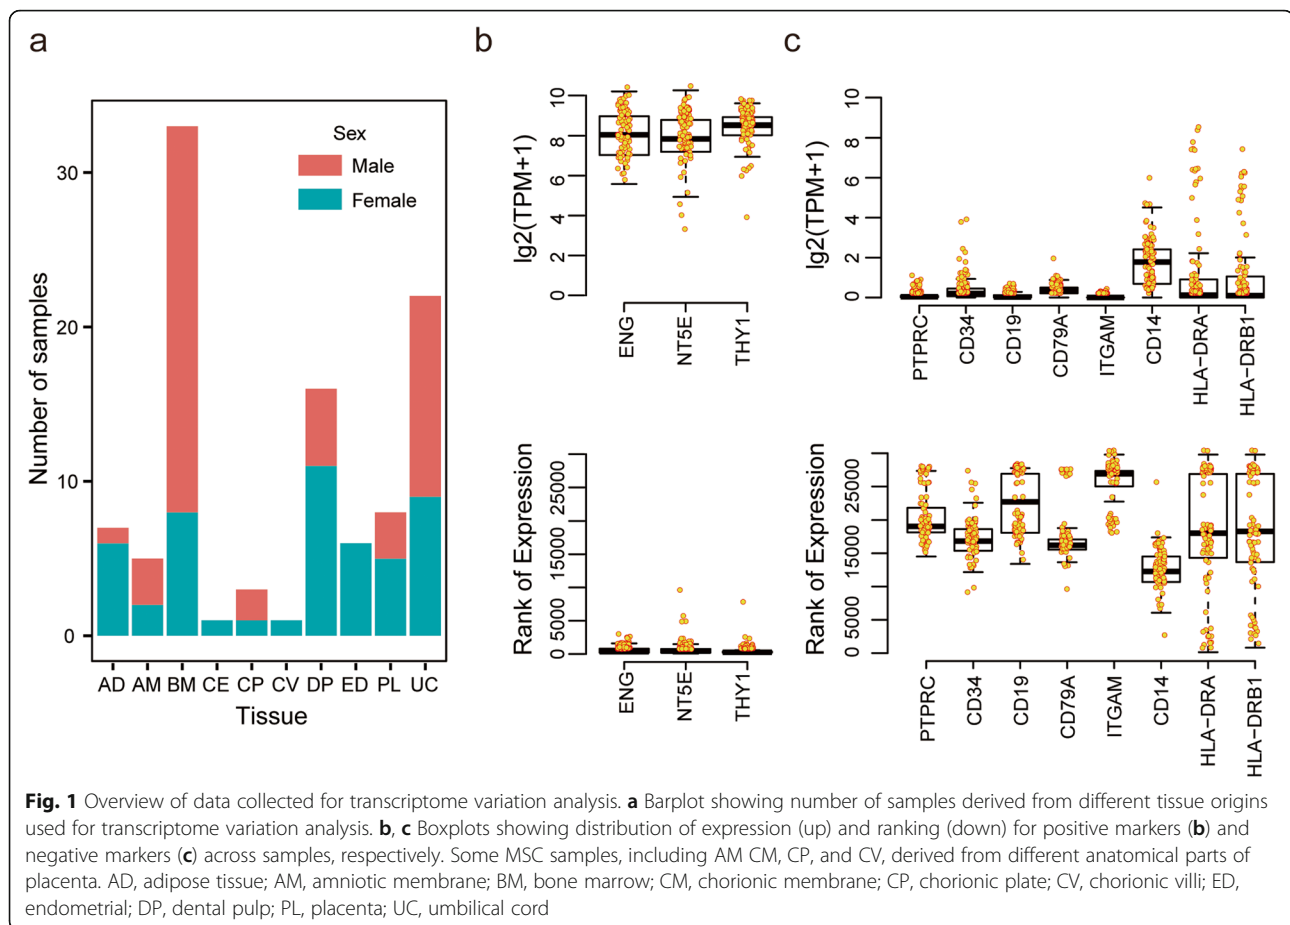 a
b
c
Number of samples
30
20
10
0
Sex
Male
Female
AD AM BM CE CP CV DP ED PL UC
Tissue
lg2(TPM+1)
10
8
6
4
2
0
ENG
NT5E
THY1
lg2(TPM+1)
10
8
6
4
2
0
PTPRC
CD34
CD19
CD79A
ITGAM
CD14
HLA−DRA
HLA−DRB1
Rank of Expression
25000
15000
5000
0
ENG
NT5E
THY1
Rank of Expression
25000
15000
5000
0
PTPRC
CD34
CD19
CD79A
ITGAM
CD14
HLA−DRA
HLA−DRB1
Fig. 1 Overview of data collected for transcriptome variation analysis. a Barplot showing number of samples derived from different tissue origins
used for transcriptome variation analysis. b, c Boxplots showing distribution of expression (up) and ranking (down) for positive markers (b) and
negative markers (c) across samples, respectively. Some MSC samples, including AM CM, CP, and CV, derived from different anatomical parts of
placenta. AD, adipose tissue; AM, amniotic membrane; BM, bone marrow; CM, chorionic membrane; CP, chorionic plate; CV, chorionic villi; ED,
endometrial; DP, dental pulp; PL, placenta; UC, umbilical cord